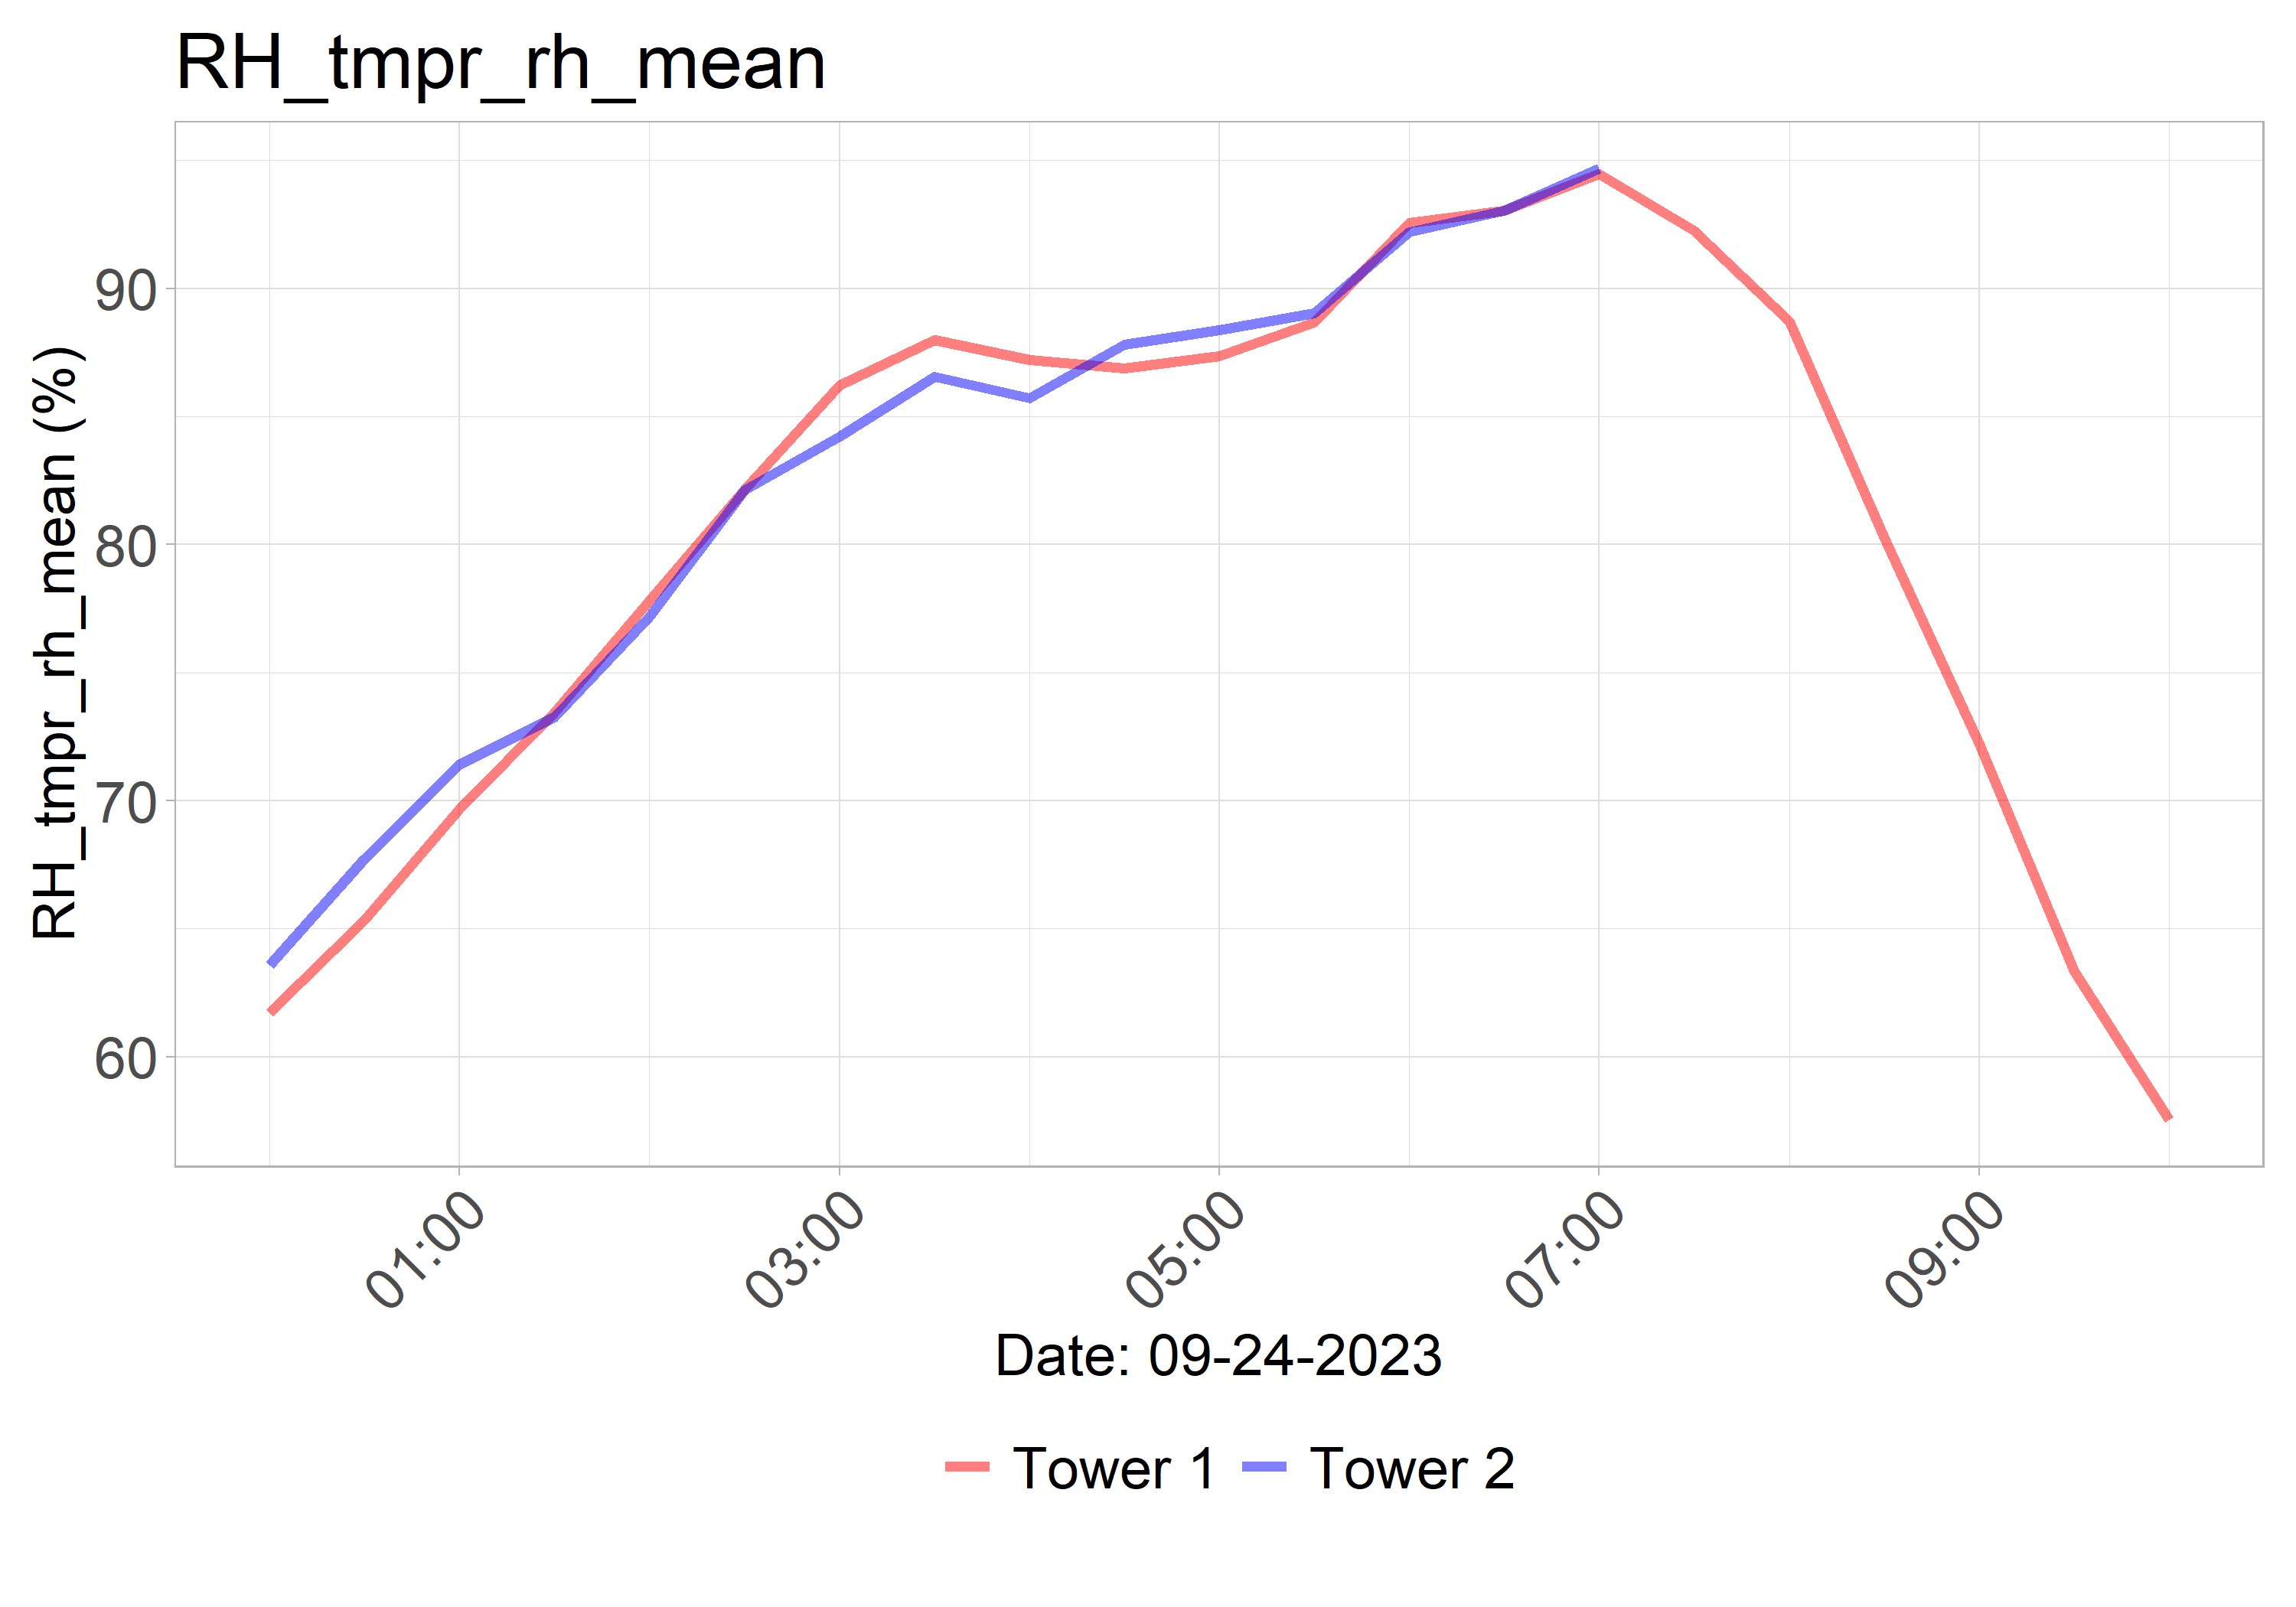 RH_tmpr_rh_mean
RH_tmpr_rh_mean (%)
90
80
70
60
01:00
03:00
05:00
07:00
09:00
Date: 09-24-2023
Tower 1
Tower 2